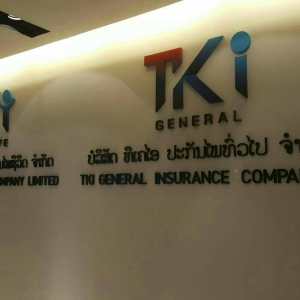 TKI
GENERAL
ບໍລິສັດ ທີເຄໄອ ປະກັນໄພທົ່ວໄປ
TKI GENERAL INSURANCE
ຈໍາກັດ
COMPANY LIMITED